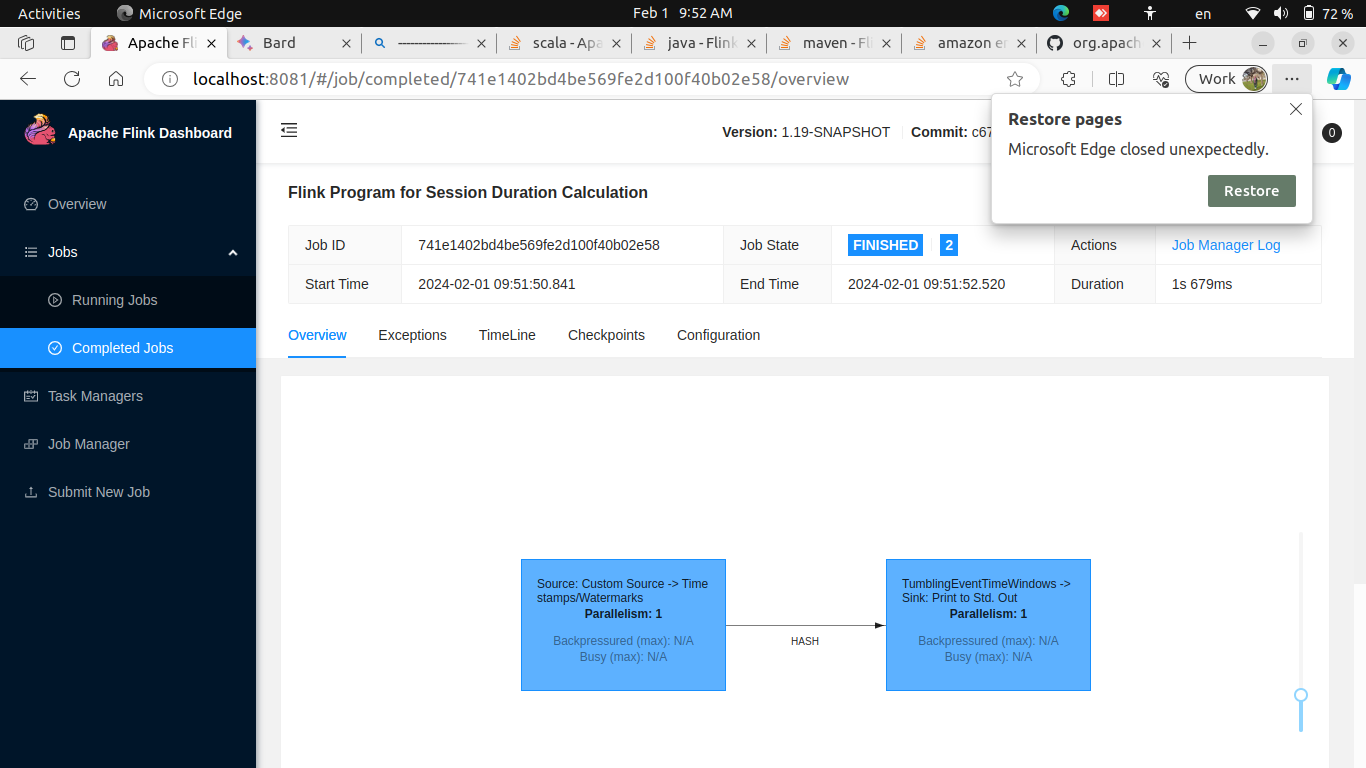 Activities Microsoft Edge Feb 1 9:52 AM en 72 %
Apache Fli Bard -------------------- scala - Apa java - Flink maven - Fli amazon em org.apach
localhost:8081/#/job/completed/741e1402bd4be569fe2d100f40b02e58/overview Work
Apache Flink Dashboard
Version: 1.19-SNAPSHOT Commit: c67 0
Restore pages
Microsoft Edge closed unexpectedly.
Restore
Overview
Jobs
Running Jobs
Completed Jobs
Task Managers
Job Manager
Submit New Job
Flink Program for Session Duration Calculation
Job ID 741e1402bd4be569fe2d100f40b02e58 Job State FINISHED 2 Actions Job Manager Log
Start Time 2024-02-01 09:51:50.841 End Time 2024-02-01 09:51:52.520 Duration 1s 679ms
Overview Exceptions TimeLine Checkpoints Configuration
Source: Custom Source -> Time
stamps/Watermarks
Parallelism: 1
Backpressured (max): N/A
Busy (max): N/A
HASH
TumblingEventTimeWindows ->
Sink: Print to Std. Out
Parallelism: 1
Backpressured (max): N/A
Busy (max): N/A